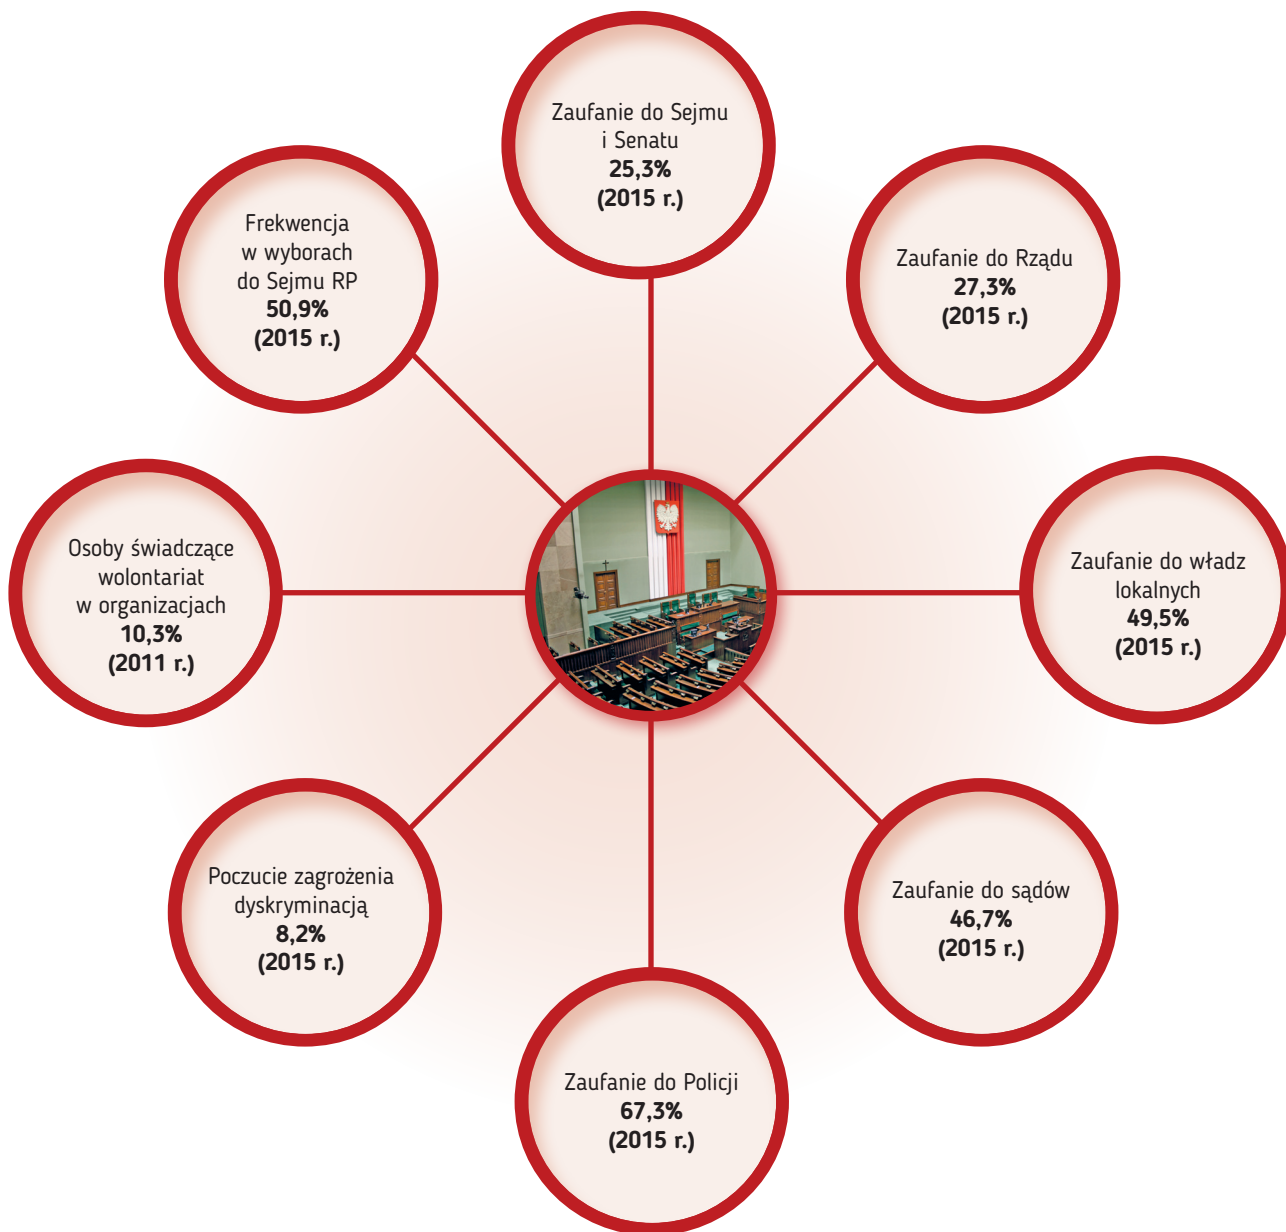 Zaufanie do Sejmu
i Senatu
25,3%
(2015 r.)
Zaufanie do Rządu
27,3%
(2015 r.)
Zaufanie do władz
lokalnych
49,5%
(2015 r.)
Zaufanie do sądów
46,7%
(2015 r.)
Zaufanie do Policji
67,3%
(2015 r.)
Poczucie zagrożenia
dyskryminacją
8,2%
(2015 r.)
Osoby świadczące
wolontariat
w organizacjach
10,3%
(2011 r.)
Frekwencja
w wyborach
do Sejmu RP
50,9%
(2015 r.)